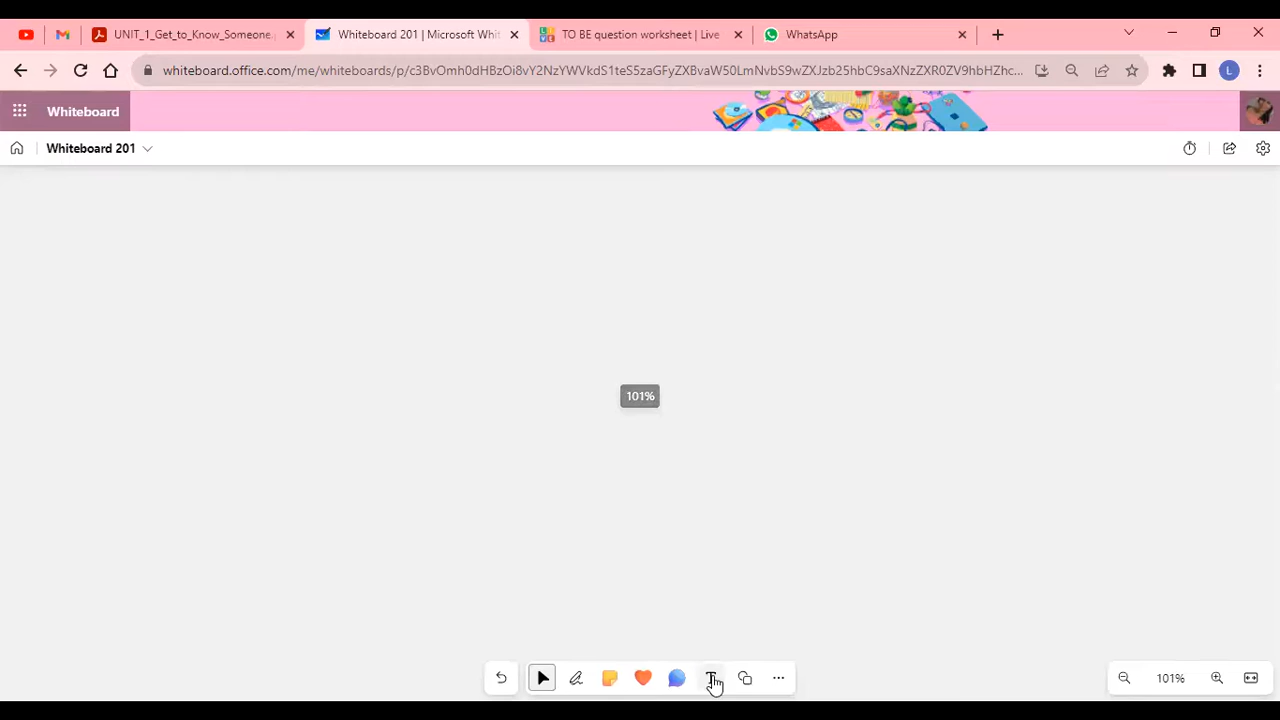 UNIT_1_Get_to_Know_Someone.
Whiteboard 201 | Microsoft Whit
TO BE question worksheet | Live
WhatsApp
whiteboard.office.com/me/whiteboards/p/c3BvOmh0dHBzOi8vY2NzYWVkdS1teS5zaGFyZXBvaW50LmNvbS9wZXJzb25hbC9saXNzZXR0ZV9hbHZhc...
L
Whiteboard
Whiteboard 201
101%
T
101%